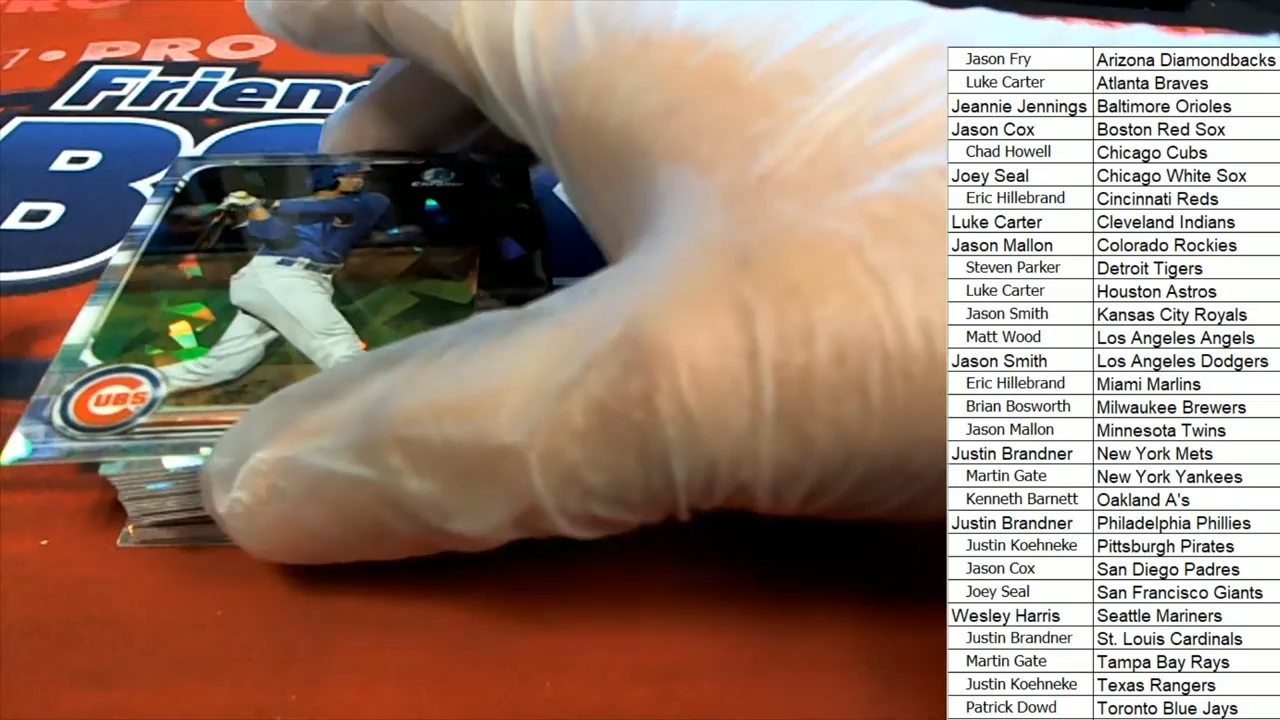 PRO
Frien
B
CHROME
CUBS
Jason Fry Arizona Diamondbacks
Luke Carter Atlanta Braves
Jeannie Jennings Baltimore Orioles
Jason Cox Boston Red Sox
Chad Howell Chicago Cubs
Joey Seal Chicago White Sox
Eric Hillebrand Cincinnati Reds
Luke Carter Cleveland Indians
Jason Mallon Colorado Rockies
Steven Parker Detroit Tigers
Luke Carter Houston Astros
Jason Smith Kansas City Royals
Matt Wood Los Angeles Angels
Jason Smith Los Angeles Dodgers
Eric Hillebrand Miami Marlins
Brian Bosworth Milwaukee Brewers
Jason Mallon Minnesota Twins
Justin Brandner New York Mets
Martin Gate New York Yankees
Kenneth Barnett Oakland A's
Justin Brandner Philadelphia Phillies
Justin Koehneke Pittsburgh Pirates
Jason Cox San Diego Padres
Joey Seal San Francisco Giants
Wesley Harris Seattle Mariners
Justin Brandner St. Louis Cardinals
Martin Gate Tampa Bay Rays
Justin Koehneke Texas Rangers
Patrick Dowd Toronto Blue Jays